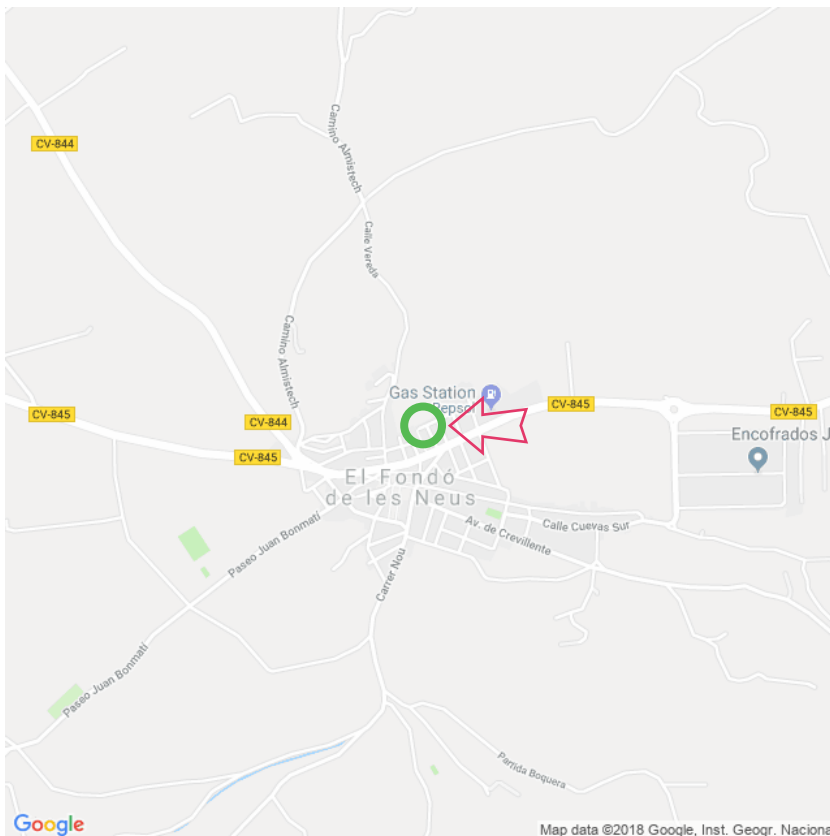 CV-844
Camino Almistech
Calle Vereda
Camino Almistech
Gas Station
Repsol
CV-845
CV-845
CV-845
CV-844
CV-845
Encofrados J
El Fondó
de les Neus
Av. de Crevillente
Calle Cuevas Sur
Paseo Juan Bonmatí
Carrer Nou
Paseo Juan Bonmatí
Partida Boquera
Google
Map data ©2018 Google, Inst. Geogr. Naciona